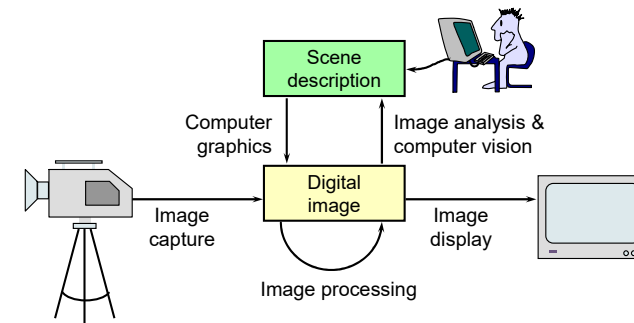 Scene
description
Computer
graphics
Image analysis &
computer vision
Digital
image
Image
capture
Image
display
Image processing